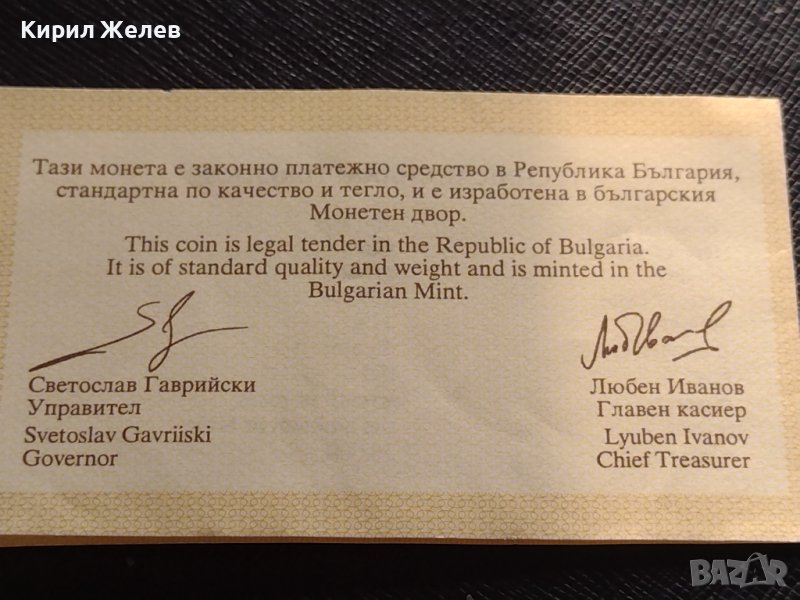 Кирил Желев
Тази монета е законно платежно средство в Република България,
стандартна по качество и тегло, и е изработена в българския
Монетен двор.
This coin is legal tender in the Republic of Bulgaria.
It is of standard quality and weight and is minted in the
Bulgarian Mint.
Светослав Гаврийски
Управител
Svetoslav Gavriiski
Governor
Любен Иванов
Главен касиер
Lyuben Ivanov
Chief Treasurer
BAZAR